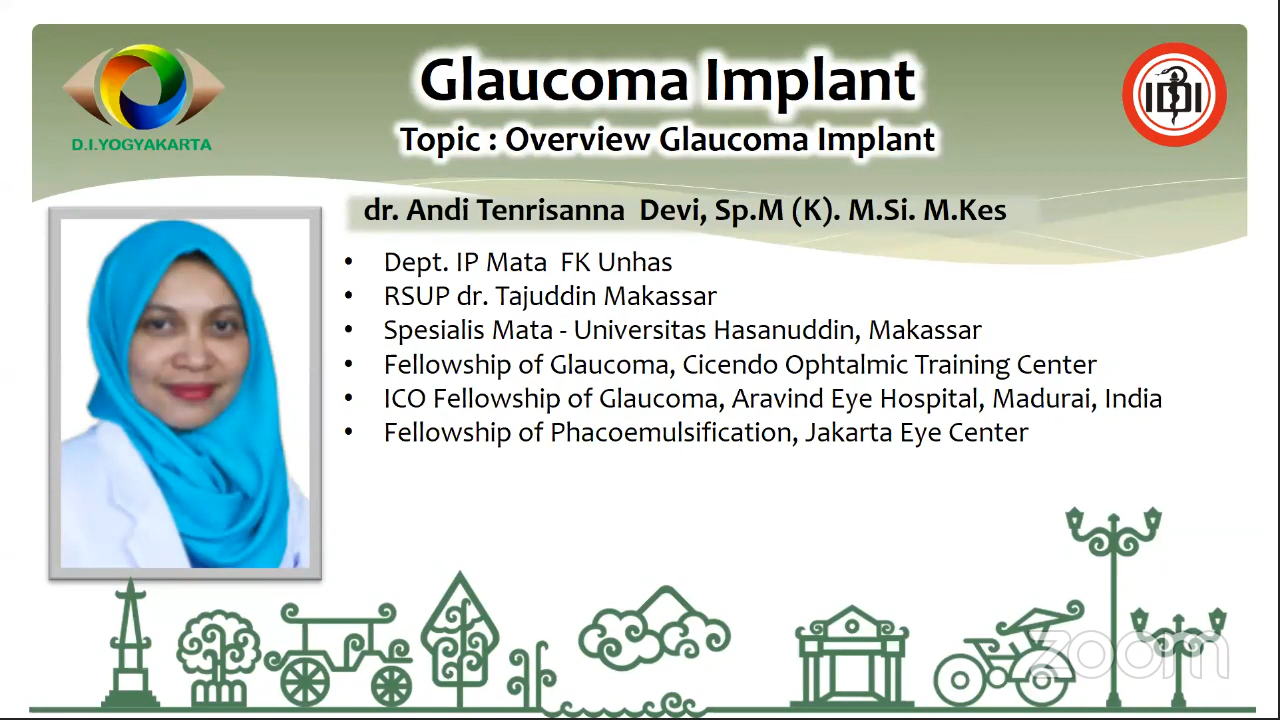 Glaucoma Implant
Topic : Overview Glaucoma Implant
D.I.YOGYAKARTA
IDI
dr. Andi Tenrisanna Devi, Sp.M (K). M.Si. M.Kes
• Dept. IP Mata FK Unhas
• RSUP dr. Tajuddin Makassar
• Spesialis Mata - Universitas Hasanuddin, Makassar
• Fellowship of Glaucoma, Cicendo Ophtalmic Training Center
• ICO Fellowship of Glaucoma, Aravind Eye Hospital, Madurai, India
• Fellowship of Phacoemulsification, Jakarta Eye Center
zoom